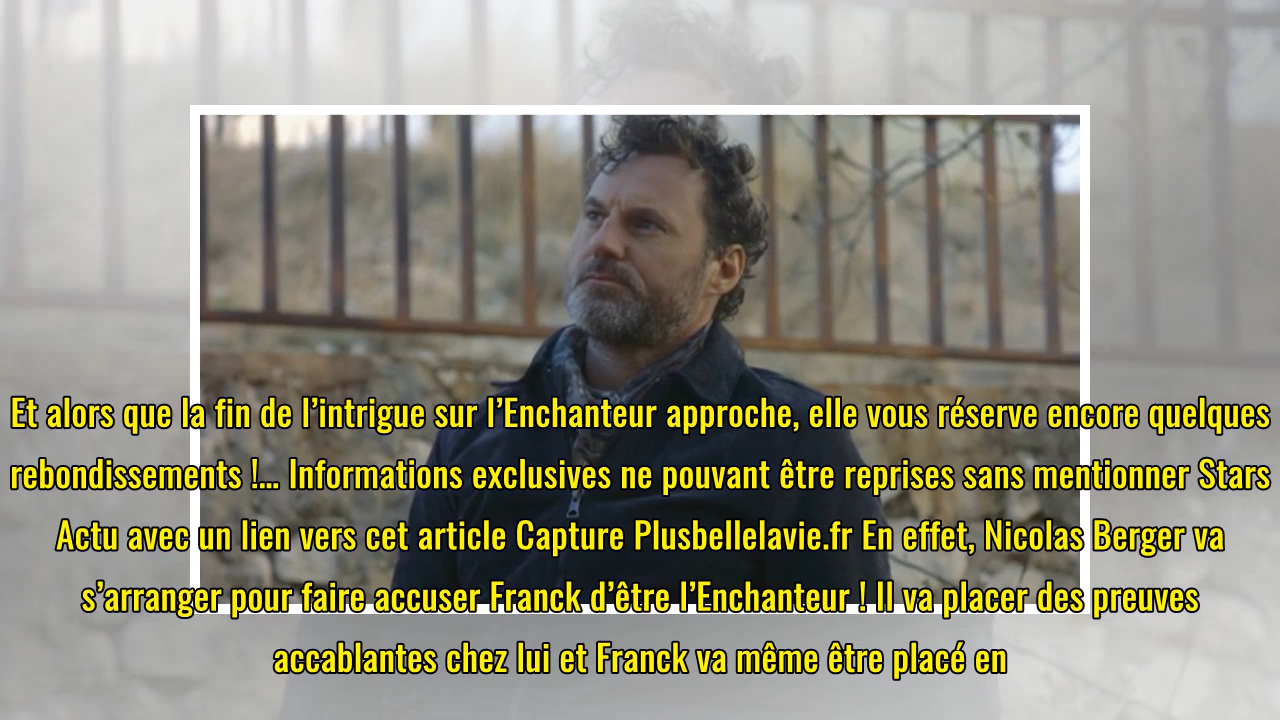 Et alors que la fin de l’intrigue sur l’Enchanteur approche, elle vous réserve encore quelques
rebondissements !... Informations exclusives ne pouvant être reprises sans mentionner Stars
Actu avec un lien vers cet article Capture Plusbellelavie.fr En effet, Nicolas Berger va
s’arranger pour faire accuser Franck d’être l’Enchanteur ! Il va placer des preuves
accablantes chez lui et Franck va même être placé en